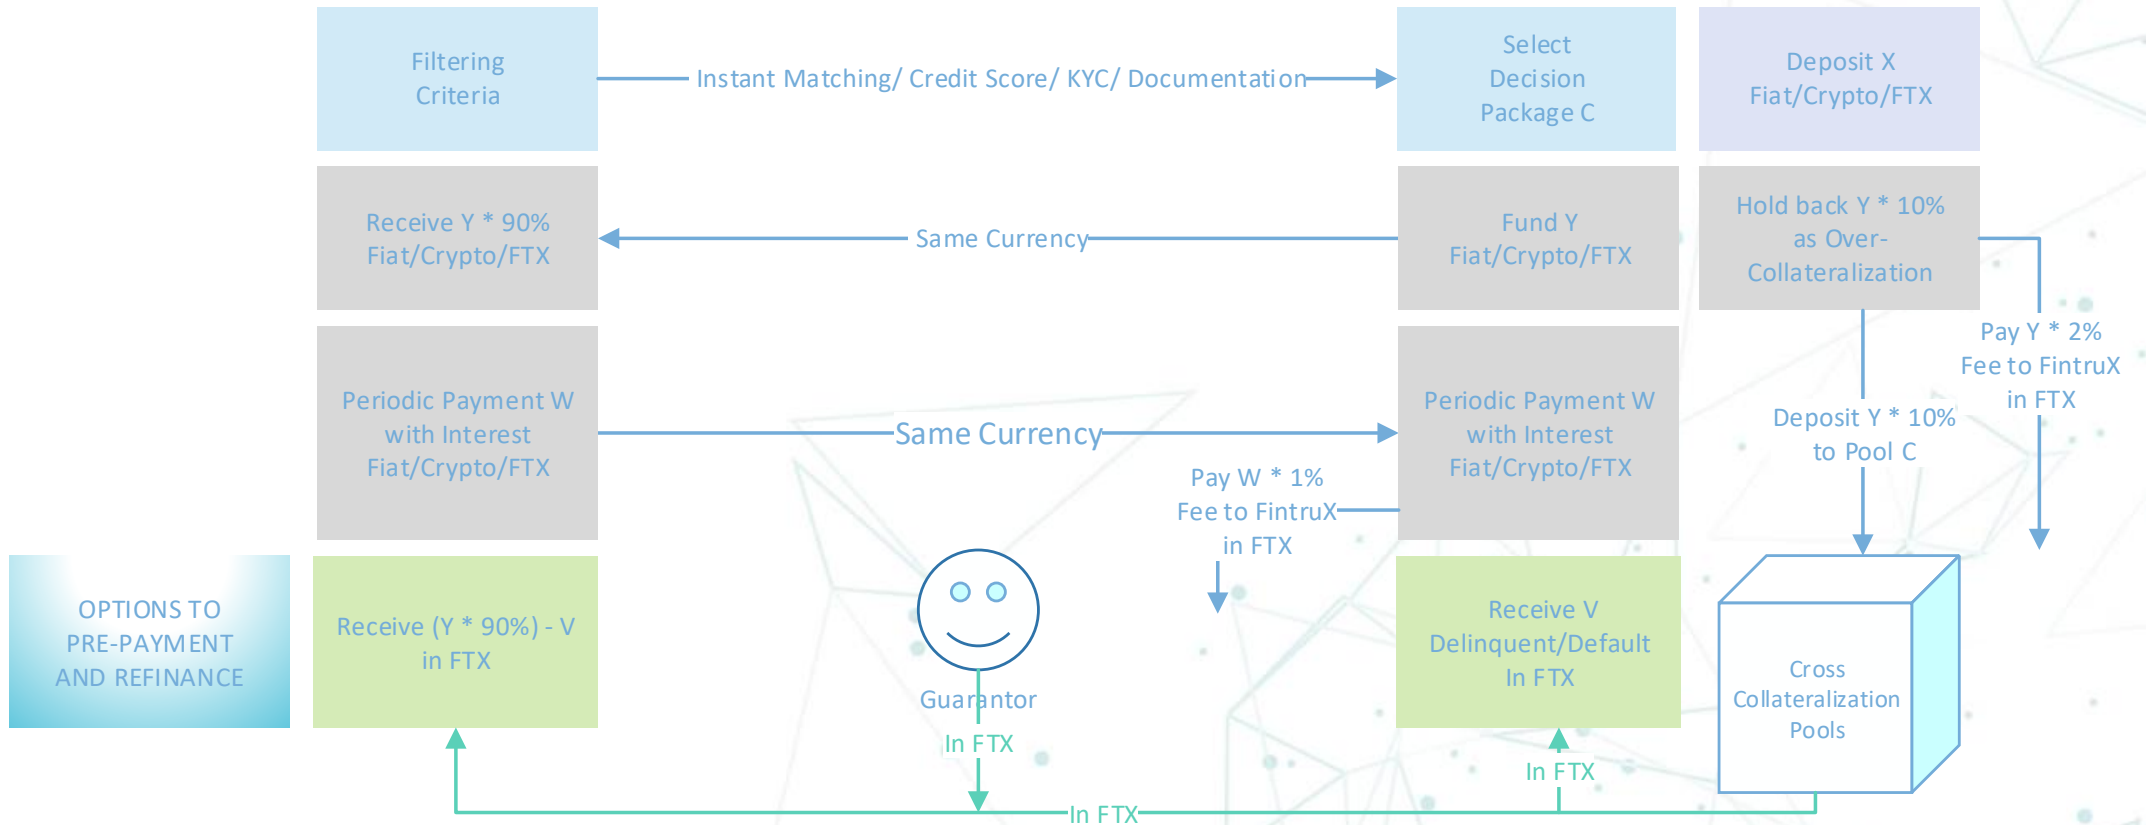 Filtering
Criteria
Instant Matching/ Credit Score/ KYC/ Documentation
Select
Decision
Package C
Deposit X
Fiat/Crypto/FTX
Receive Y * 90%
Fiat/Crypto/FTX
Same Currency
Fund Y
Fiat/Crypto/FTX
Hold back Y * 10%
as Over-
Collateralization
Pay Y * 2%
Fee to FintruX
in FTX
Periodic Payment W
with Interest
Fiat/Crypto/FTX
Same Currency
Periodic Payment W
with Interest
Fiat/Crypto/FTX
Deposit Y * 10%
to Pool C
Pay W * 1%
Fee to FintruX
in FTX
OPTIONS TO
PRE-PAYMENT
AND REFINANCE
Receive (Y * 90%) - V
in FTX
Guarantor
In FTX
Receive V
Delinquent/Default
In FTX
Cross
Collateralization
Pools
In FTX
In FTX